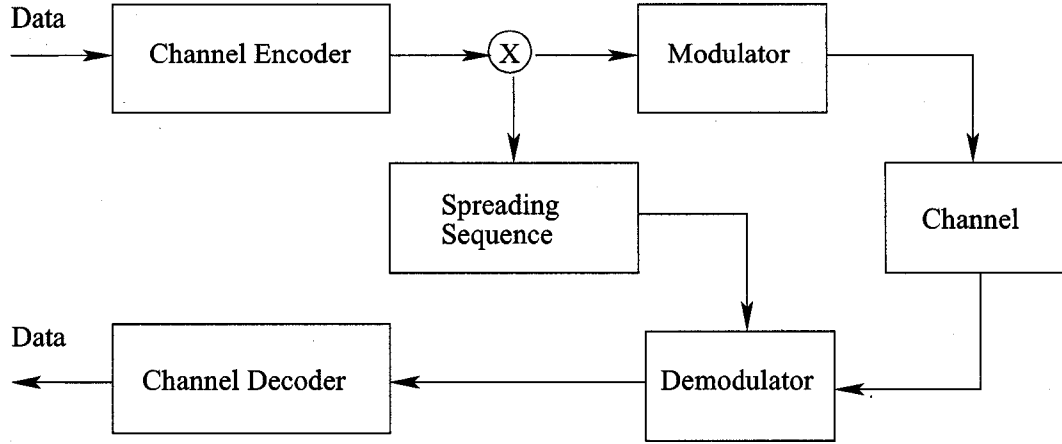 Data
Channel Encoder
X
Modulator
Spreading
Sequence
Channel
Data
Channel Decoder
Demodulator